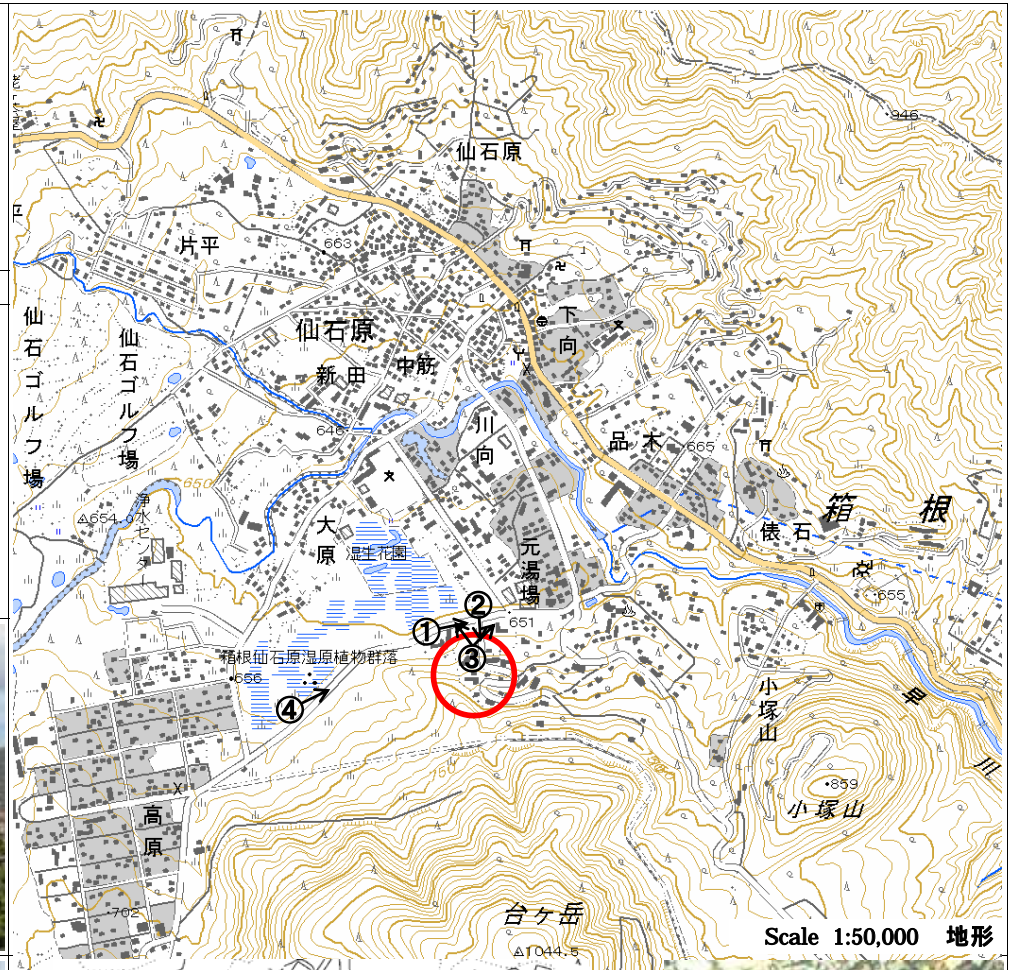 946
仙石原
片平
663
下向
仙石ゴルフ場
仙石ゴルフ場
仙石原
新田
中筋
646
川向
品木
665
650
浄水センター
△654.0
大原
湿生花園
元湯場
箱根
俵石
655
①
②
651
③
箱根仙石原湿原植物群落
656
④
小塚山
早川
750
859
小塚山
高原
702
台ヶ岳
△1044.5
Scale 1:50,000 地形